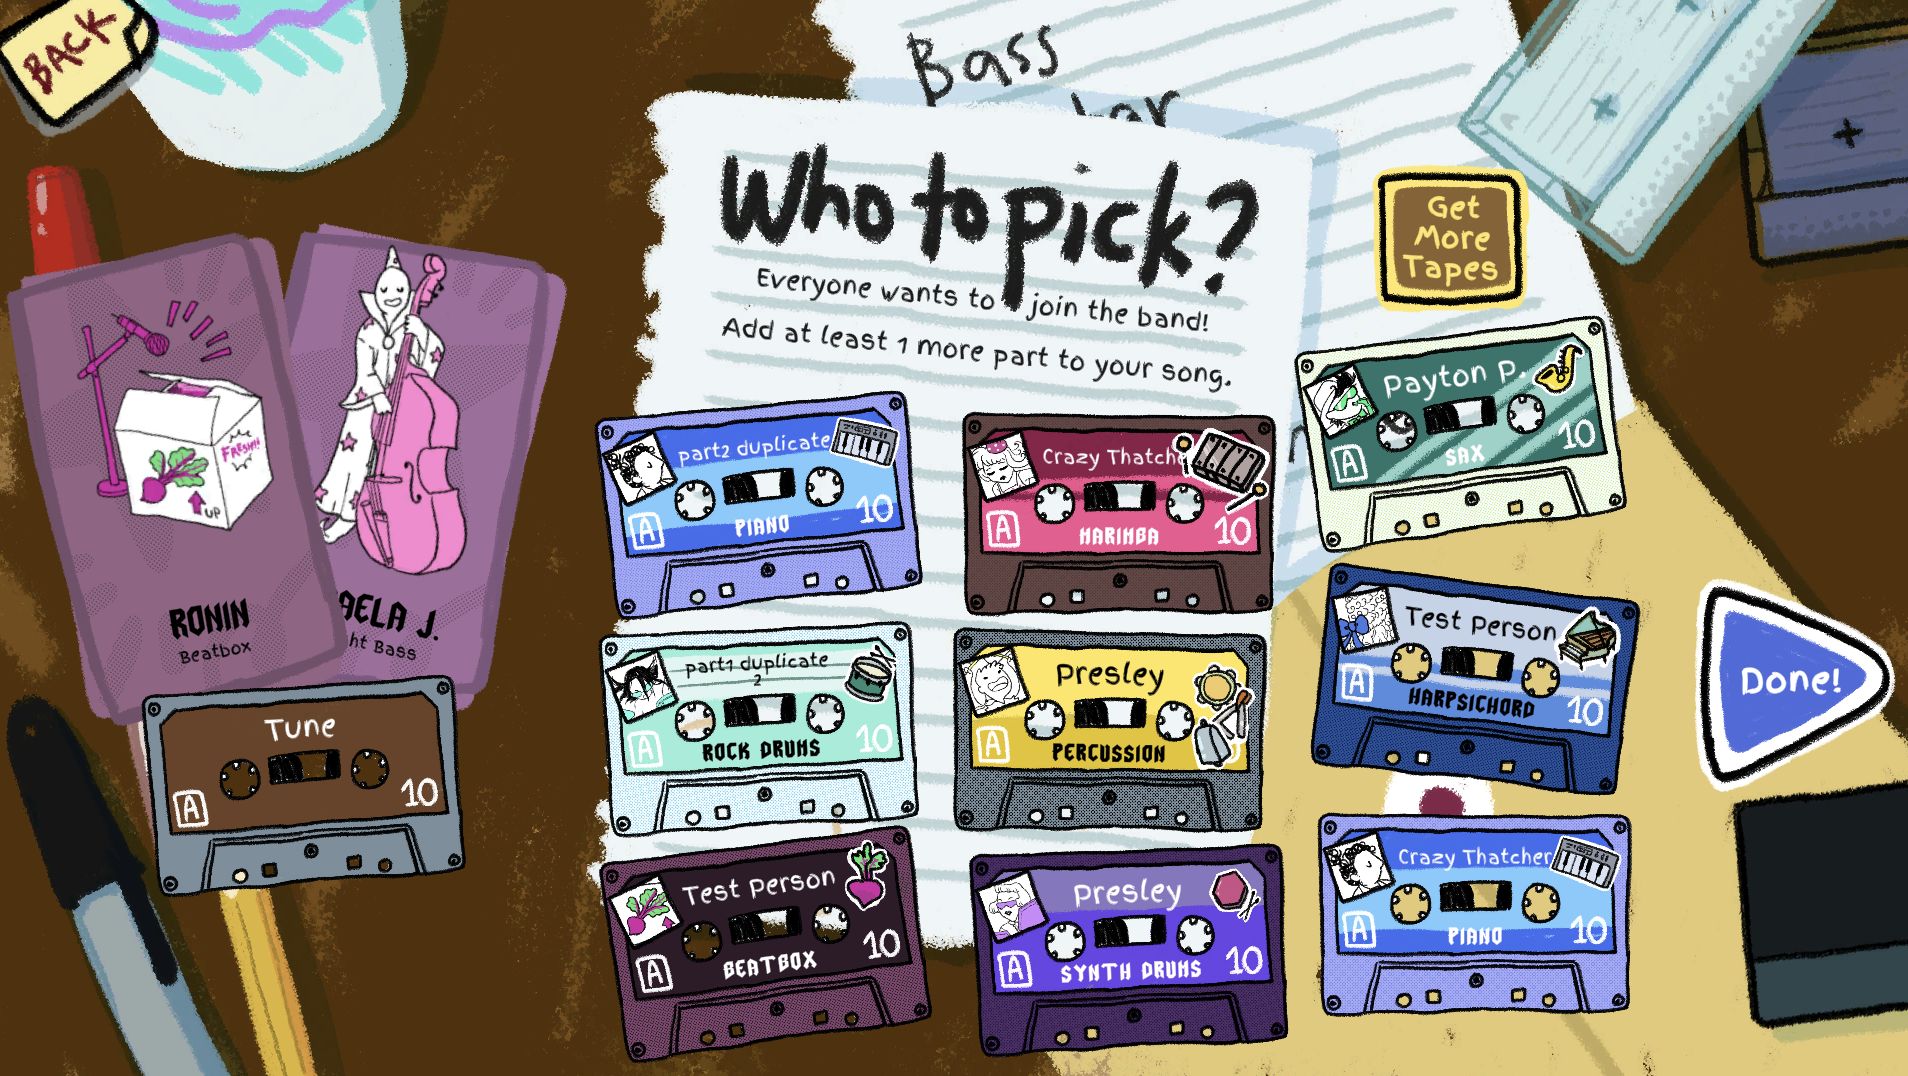 BACK
Bass
Who to pick?
Everyone wants to join the band!
Add at least 1 more part to your song.
Get
More
Tapes
FRESH!
UP
RONIN
Beatbox
AELA J.
ht Bass
Tune
A
10
part2 duplicate
A
10
PIANO
Crazy Thatche
A
10
MARIMBA
Payton P.
A
10
SAX
part1 duplicate
2
A
10
ROCK DRUMS
Presley
A
PERCUSSION
Test Person
A
10
HARPSICHORD
Test Person
A
10
BEATBOX
Presley
A
10
SYNTH DRUMS
Crazy Thatcher
A
10
PIANO
Done!